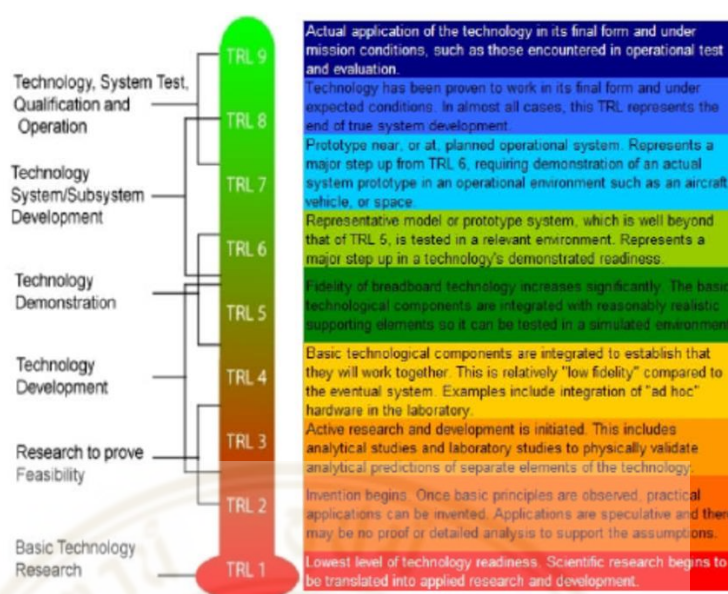 Technology, System Test,
Qualification and
Operation
Technology
System/Subsystem
Development
Technology
Demonstration
Technology
Development
Research to prove
Feasibility
Basic Technology
Research
TRL 9
TRL 8
TRL 7
TRL 6
TRL 5
TRL 4
TRL 3
TRL 2
TRL 1
Actual application of the technology in its final form and under
mission conditions, such as those encountered in operational test
and evaluation.
Technology has been proven to work in its final form and under
expected conditions. In almost all cases, this TRL represents the
end of true system development.
Prototype near, or at, planned operational system. Represents a
major step up from TRL 6, requiring demonstration of an actual
system prototype in an operational environment such as an aircraft
vehicle, or space.
Representative model or prototype system, which is well beyond
that of TRL 5, is tested in a relevant environment. Represents a
major step up in a technology's demonstrated readiness.
Fidelity of breadboard technology increases significantly. The basic
technological components are integrated with reasonably realistic
supporting elements so it can be tested in a simulated environment
Basic technological components are integrated to establish that
they will work together. This is relatively "low fidelity" compared to
the eventual system. Examples include integration of "ad hoc"
hardware in the laboratory.
Active research and development is initiated. This includes
analytical studies and laboratory studies to physically validate
analytical predictions of separate elements of the technology.
Invention begins. Once basic principles are observed, practical
applications can be invented. Applications are speculative and ther
may be no proof or detailed analysis to support the assumptions.
Lowest level of technology readiness. Scientific research begins to
be translated into applied research and development.